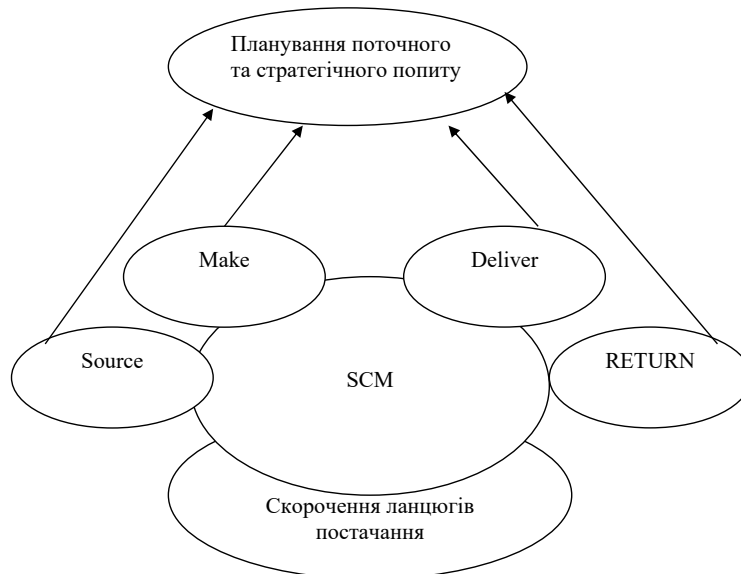 Планування поточного
та стратегічного попиту
Make
Deliver
Source
SCM
RETURN
Скорочення ланцюгів
постачання